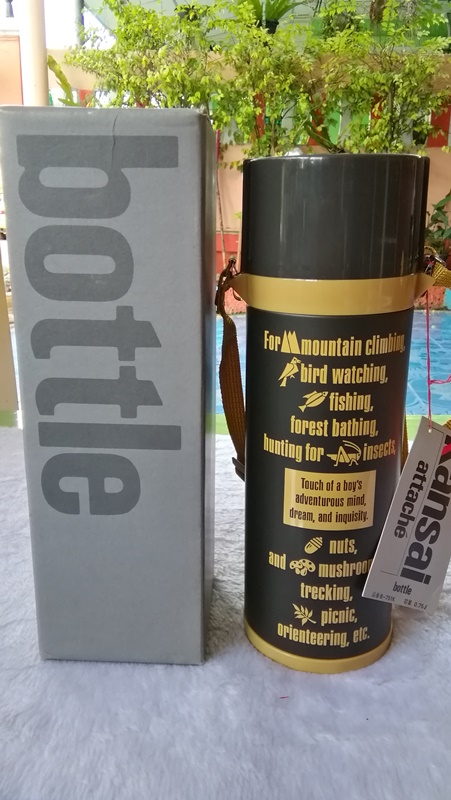 bottle
For mountain climbing,
bird watching,
fishing,
forest bathing,
hunting for insects,
Touch of a boy's
adventurous mind,
dream, and inquisity.
nuts,
and mushroo
trecking,
picnic,
orienteering, etc.
Kansai
attache
bottle